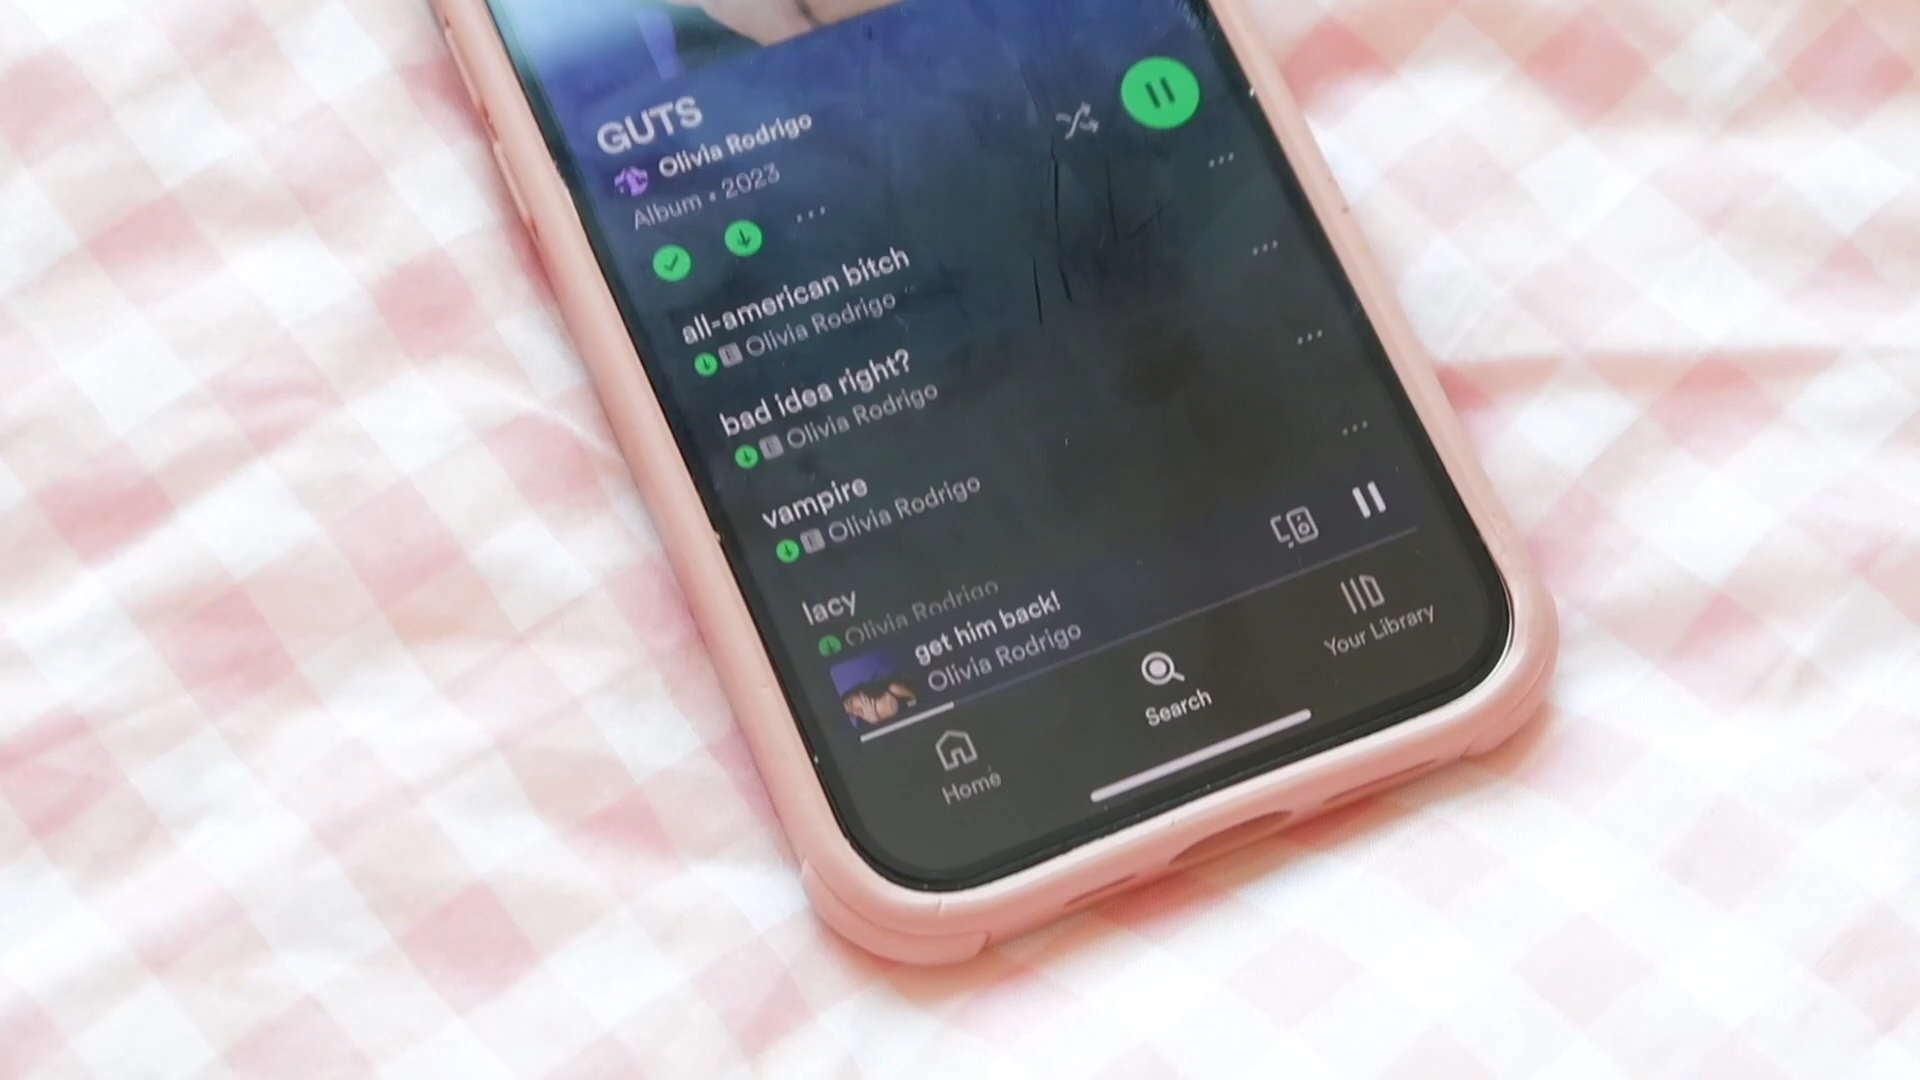 GUTS
Olivia Rodrigo
Album • 2023
all-american bitch
E Olivia Rodrigo
bad idea right?
E Olivia Rodrigo
vampire
E Olivia Rodrigo
lacy
Olivia Rodrigo
get him back!
Olivia Rodrigo
Home
Search
Your Library